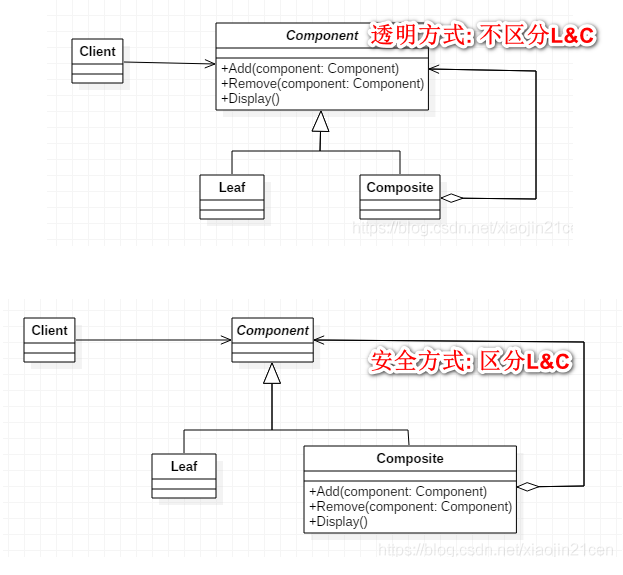 Component
透明方式: 不区分L&C
Client
+Add(component: Component)
+Remove(component: Component)
+Display()
Leaf
Composite
https://blog.csdn.net/xiaojin21cen
Client
Component
安全方式: 区分L&C
Leaf
Composite
+Add(component: Component)
+Remove(component: Component)
+Display()
https://blog.csdn.net/xiaojin21cen